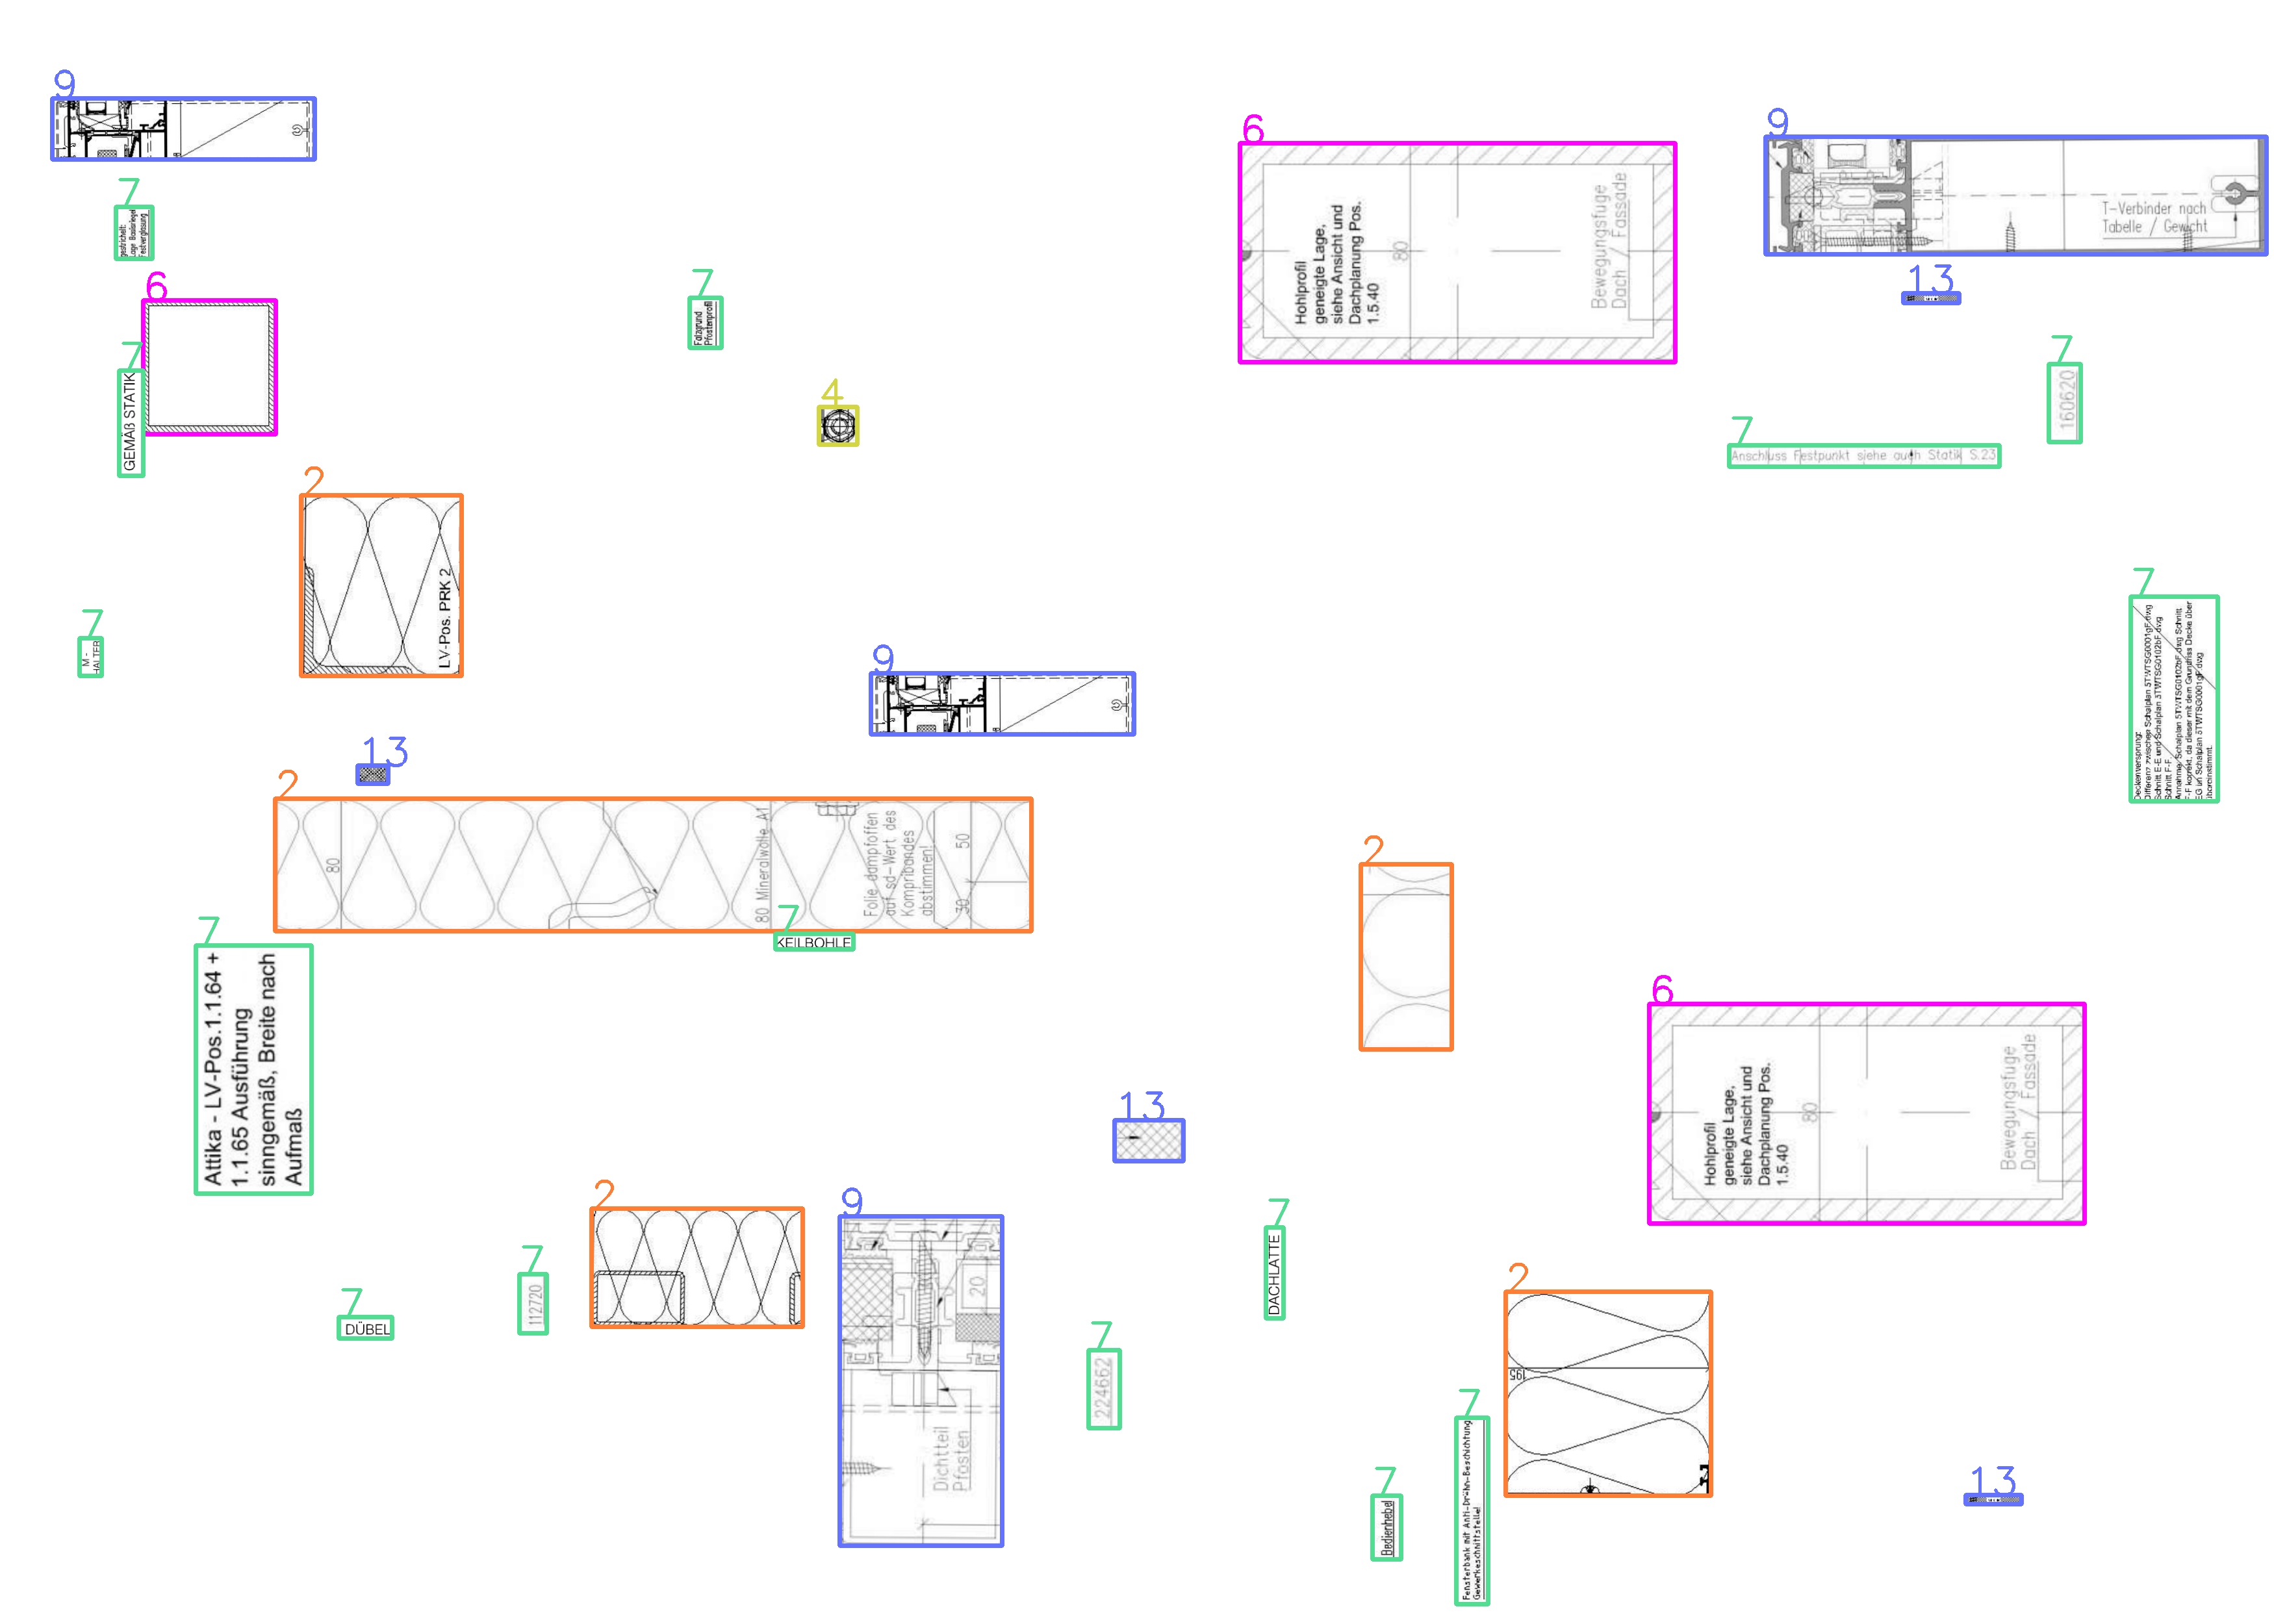 9
7
gestrichelt:
Lage Basisriegel
Festverglasung
6
7
GEMÄß STATIK
7
Falzgrund
Pfostenprofil
4
6
Hohlprofil
geneigte Lage,
siehe Ansicht und
Dachplanung Pos.
1.5.40
80
Bewegungsfuge
Dach / Fassade
9
T-Verbinder nach
Tabelle / Gewicht
13
7
160620
7
Anschluss Festpunkt siehe auch Statik S.23
2
LV-Pos. PRK 2
7
M -
HALTER
9
7
Deckenversprung:
Differenz zwischen Schalplan 5TWTSG0001gF.dwg
Schnitt E-E und Schalplan 5TWTSG0102bF.dwg
Schnitt F-F
Annahme: Schalplan 5TWTSG0102bF.dwg Schnitt
F-F korrekt, da dieser mit dem Grundriss Decke über
EG im Schalplan 5TWTSG0001gF.dwg
übereinstimmt.
13
2
80
80 Mineralwolle A1
Folie dampfoffen
auf sd-Wert des
Kompribandes
abstimmen!
30
50
7
KEILBOHLE
2
7
Attika - LV-Pos.1.1.64 +
1.1.65 Ausführung
sinngemäß, Breite nach
Aufmaß
6
Hohlprofil
geneigte Lage,
siehe Ansicht und
Dachplanung Pos.
1.5.40
80
Bewegungsfuge
Dach / Fassade
13
2
9
20
Dichtteil
Pfosten
7
DACHLATTE
7
112720
7
DÜBEL
7
224662
2
195
7
Fensterbank mit Anti-Dröhn-Beschichtung
Gewerkeschnittstelle!
7
Bedienhebel
13